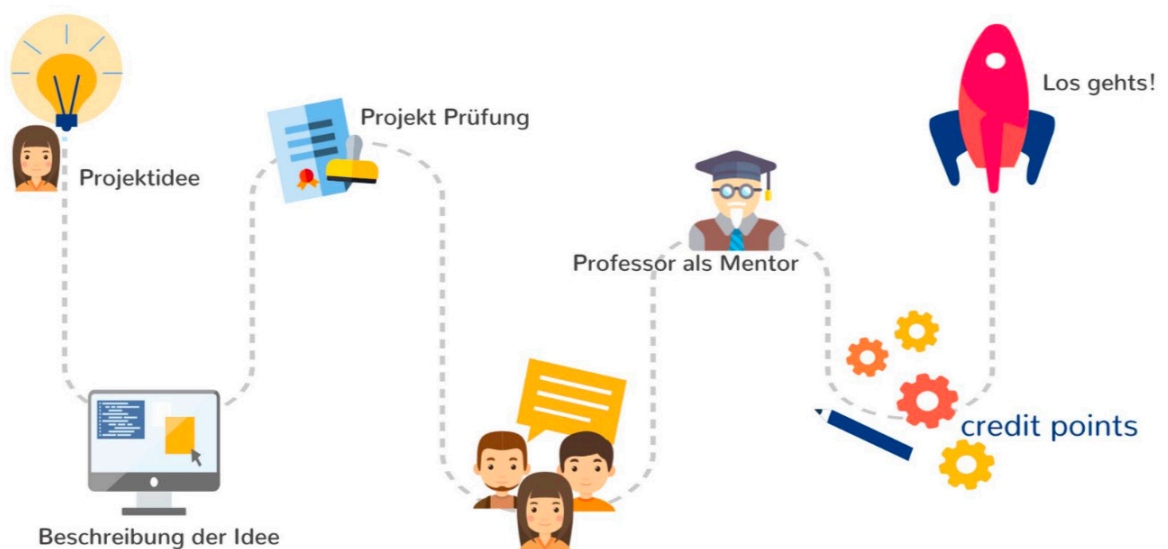 Projektidee
Beschreibung der Idee
Projekt Prüfung
Professor als Mentor
credit points
Los gehts!